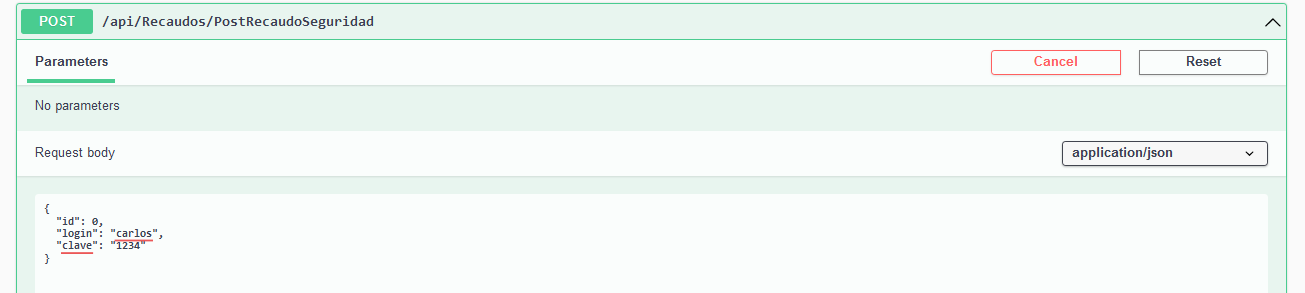 POST /api/Recaudos/PostRecaudoSeguridad
Parameters Cancel Reset
No parameters
Request body application/json
{
"id": 0,
"login": "carlos",
"clave": "1234"
}